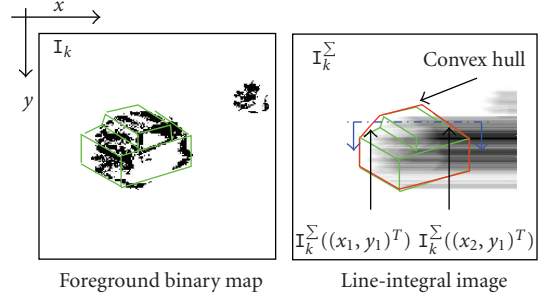 x
y
I_k
I_k^∑
Convex hull
I_k^∑((x_1, y_1)^T) I_k^∑((x_2, y_1)^T)
Foreground binary map
Line-integral image